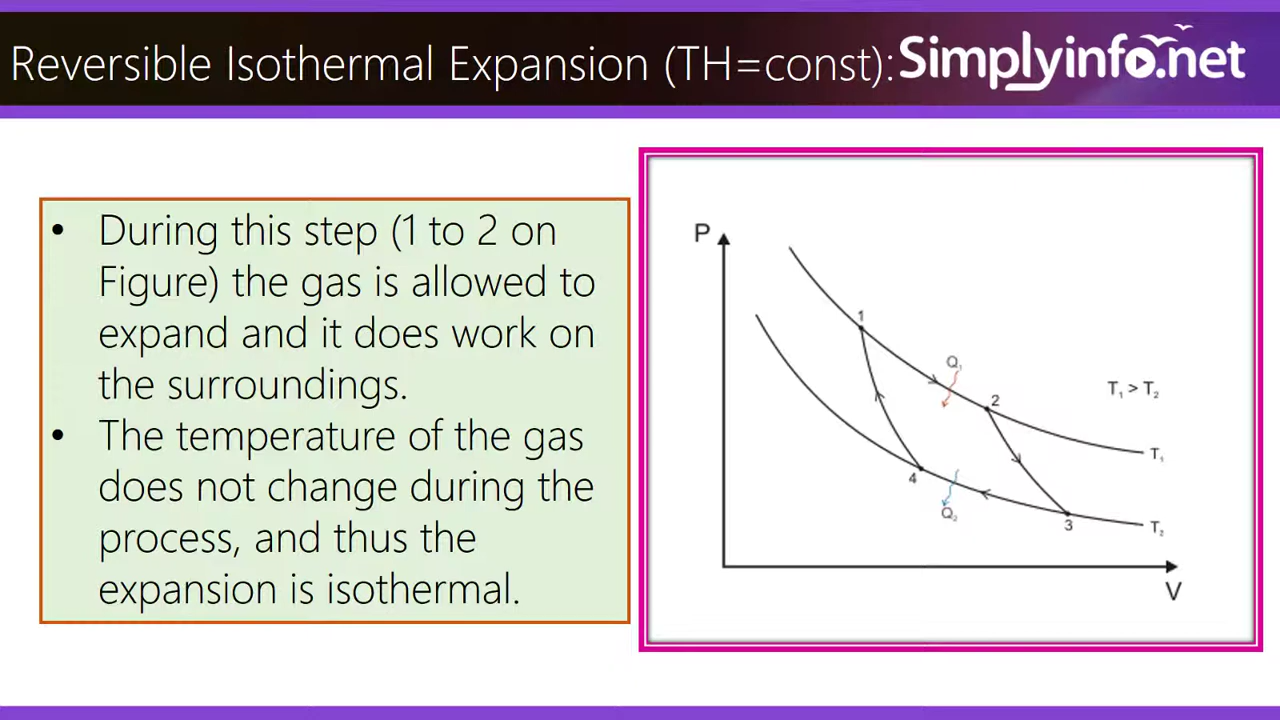 Reversible Isothermal Expansion (TH=const):
Simplyinfo.net
• During this step (1 to 2 on
Figure) the gas is allowed to
expand and it does work on
the surroundings.
• The temperature of the gas
does not change during the
process, and thus the
expansion is isothermal.
P
1
Q₁
2
T₁ > T₂
T₁
4
Q₂
3
T₂
V